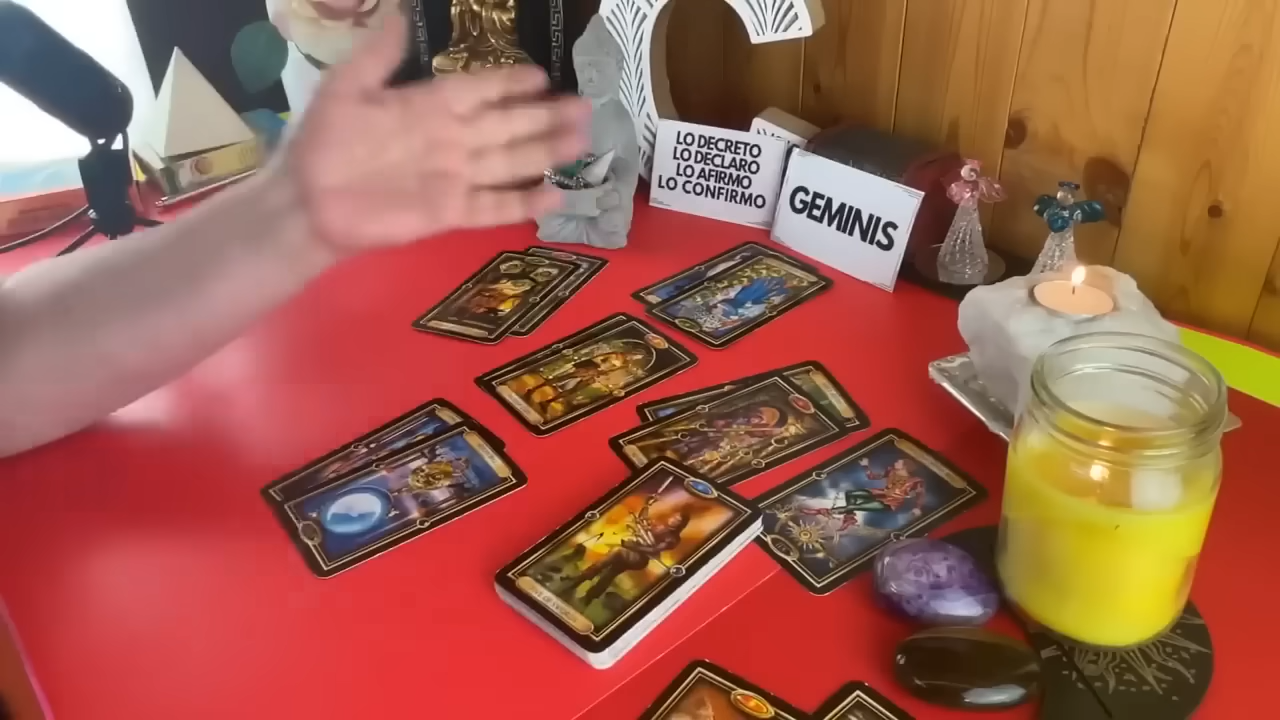 LO DECRETO
LO DECLARO
LO AFIRMO
LO CONFIRMO
GEMINIS